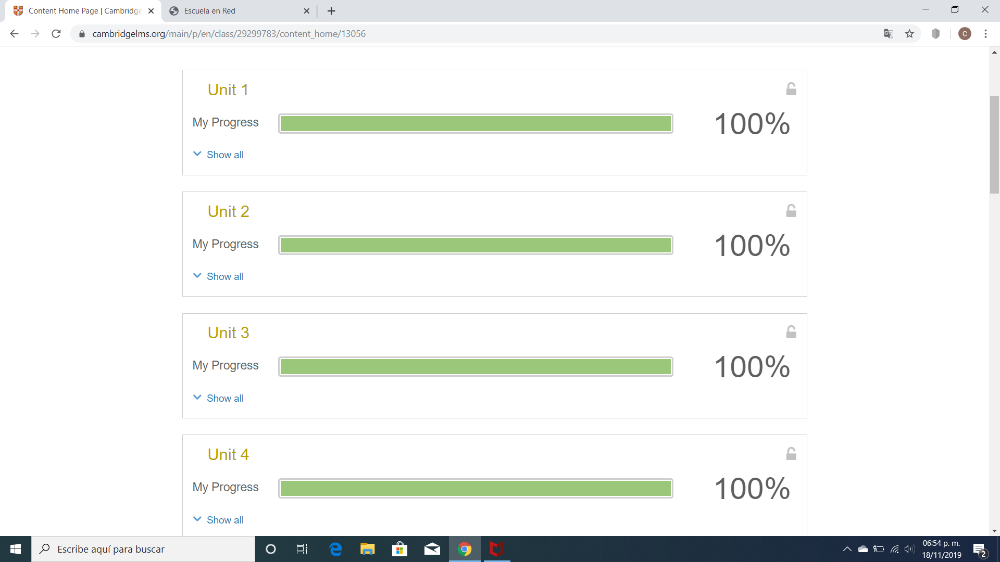 Content Home Page | Cambridge
Escuela en Red
cambridgelms.org/main/p/en/class/29299783/content_home/13056
C
Unit 1
My Progress
100%
Show all
Unit 2
My Progress
100%
Show all
Unit 3
My Progress
100%
Show all
Unit 4
My Progress
100%
Show all
Escribe aquí para buscar
06:54 p. m.
18/11/2019
2